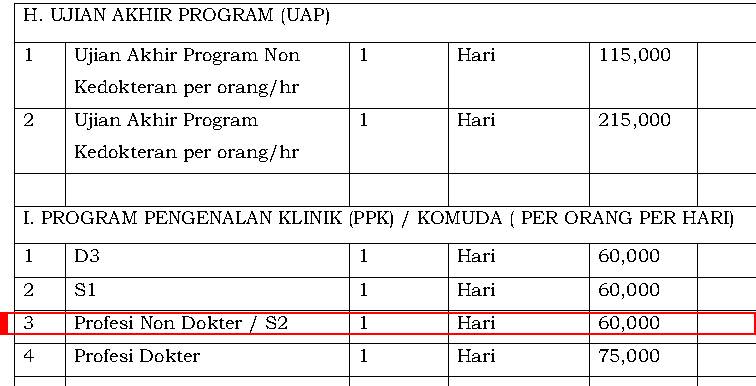 H. UJIAN AKHIR PROGRAM (UAP)
1 Ujian Akhir Program Non 1 Hari 115,000
Kedokteran per orang/hr
2 Ujian Akhir Program 1 Hari 215,000
Kedokteran per orang/hr
I. PROGRAM PENGENALAN KLINIK (PPK) / KOMUDA ( PER ORANG PER HARI)
1 D3 1 Hari 60,000
2 S1 1 Hari 60,000
3 Profesi Non Dokter / S2 1 Hari 60,000
4 Profesi Dokter 1 Hari 75,000